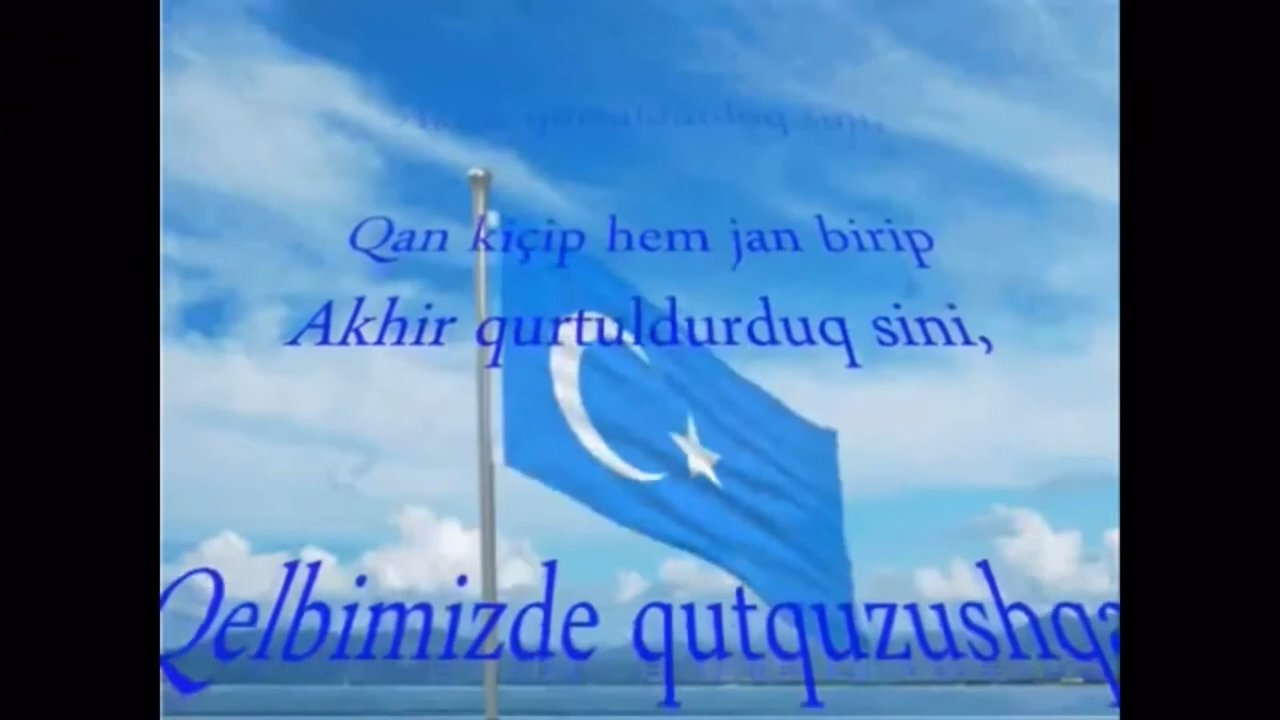 Qan kiçip hem jan birip
Akhir qurtuldurduq sini,
Qelbimizde qutquzushqa